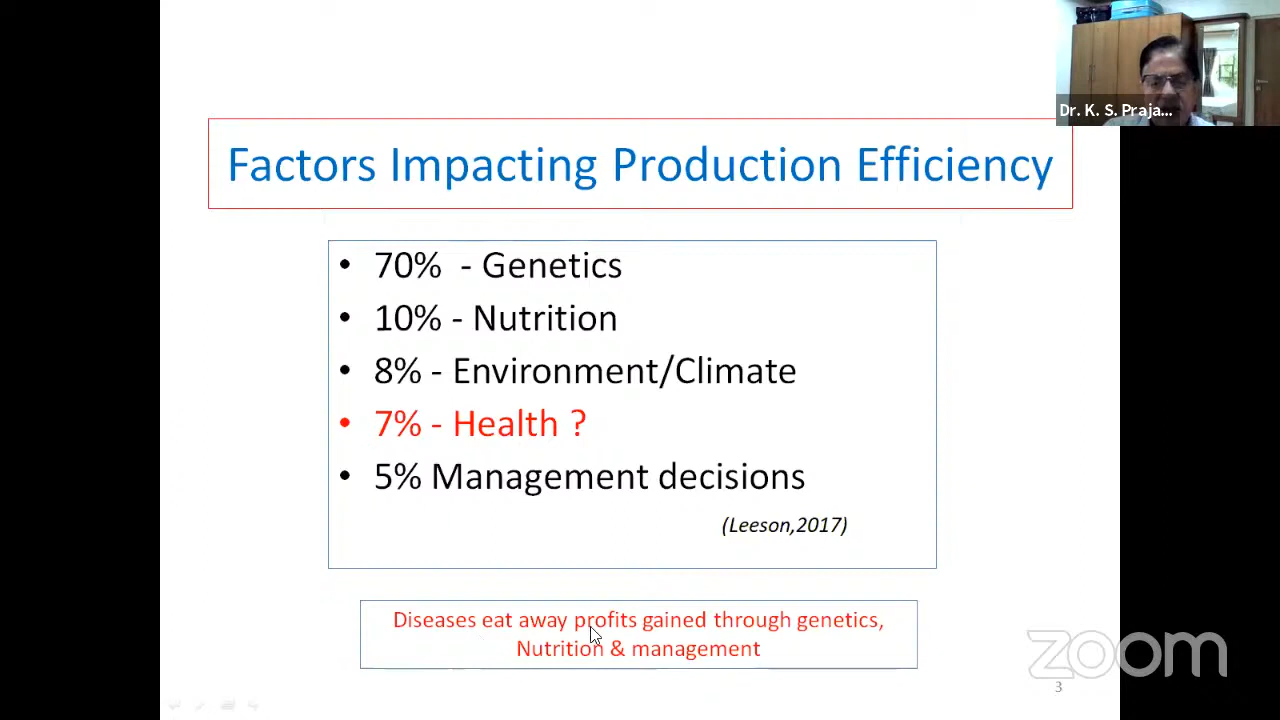 Dr. K. S. Praja...
Factors Impacting Production Efficiency
• 70% - Genetics
• 10% - Nutrition
• 8% - Environment/Climate
• 7% - Health ?
• 5% Management decisions
(Leeson,2017)
Diseases eat away profits gained through genetics,
Nutrition & management
zoom
3